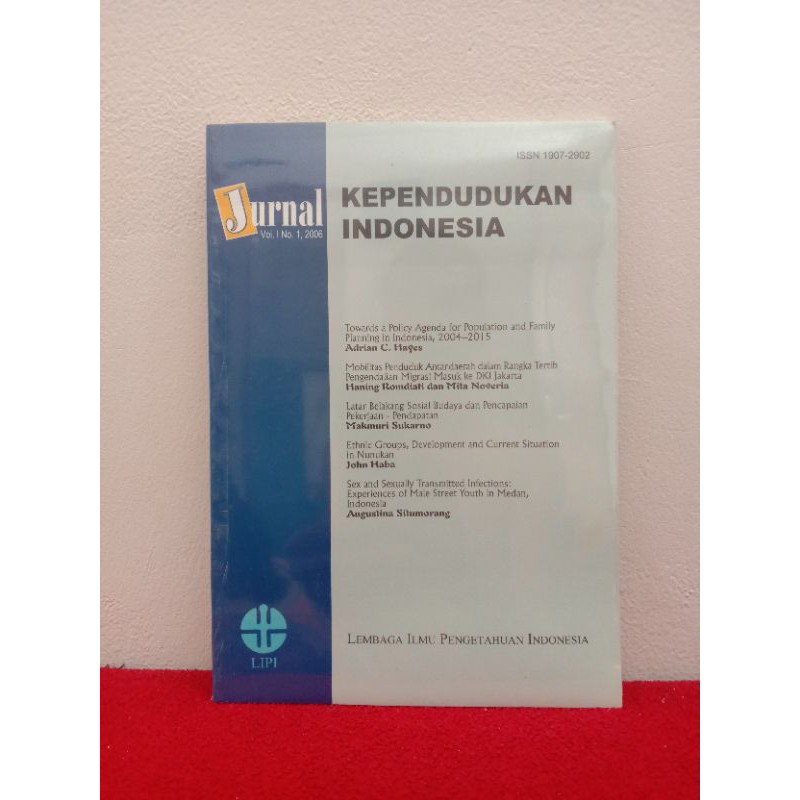 ISSN 1907-2902
Jurnal
Vol. I No. 1, 2006
KEPENDUDUKAN
INDONESIA
Towards a Policy Agenda for Population and Family
Planning in Indonesia, 2004–2015
Adrian C. Hayes
Mobilitas Penduduk Antardaerah dalam Rangka Tertib
Pengendalian Migrasi Masuk ke DKI Jakarta
Haning Romdiati dan Mita Noveria
Latar Belakang Sosial Budaya dan Pencapaian
Pekerjaan - Pendapatan
Makmuri Sukarno
Ethnic Groups, Development and Current Situation
in Nunukan
John Haba
Sex and Sexually Transmitted Infections:
Experiences of Male Street Youth in Medan,
Indonesia
Augustina Situmorang
LIPI
LEMBAGA ILMU PENGETAHUAN INDONESIA